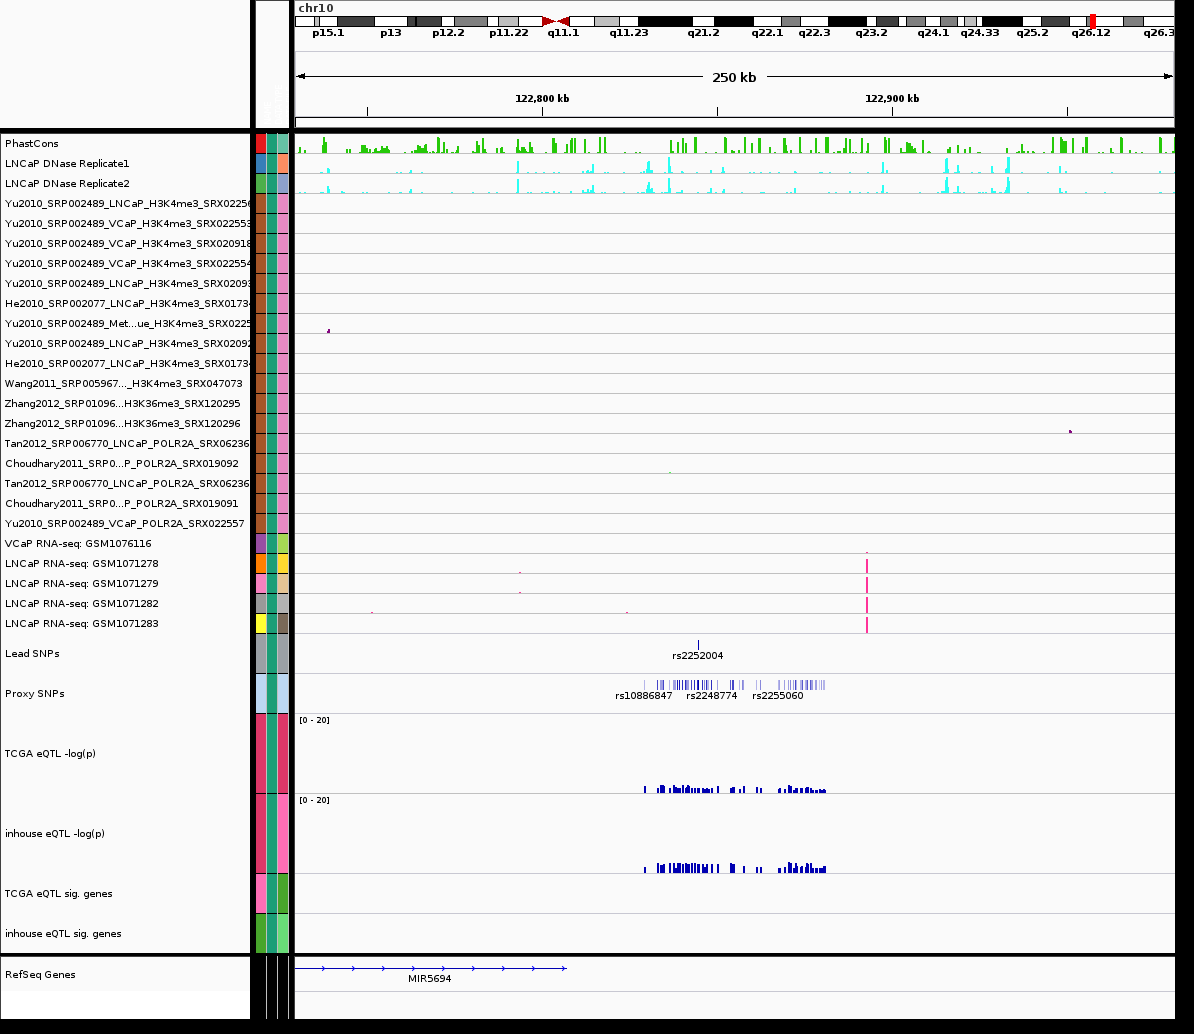 chr10
p15.1 p13 p12.2 p11.22 q11.1 q11.23 q21.2 q22.1 q22.3 q23.2 q24.1 q24.33 q25.2 q26.12 q26.3
250 kb
122,800 kb 122,900 kb
PhastCons
LNCaP DNase Replicate1
LNCaP DNase Replicate2
Yu2010_SRP002489_LNCaP_H3K4me3_SRX02256
Yu2010_SRP002489_VCaP_H3K4me3_SRX022553
Yu2010_SRP002489_VCaP_H3K4me3_SRX020918
Yu2010_SRP002489_VCaP_H3K4me3_SRX022554
Yu2010_SRP002489_LNCaP_H3K4me3_SRX02093
He2010_SRP002077_LNCaP_H3K4me3_SRX01734
Yu2010_SRP002489_Met...ue_H3K4me3_SRX0225
Yu2010_SRP002489_LNCaP_H3K4me3_SRX02092
He2010_SRP002077_LNCaP_H3K4me3_SRX01734
Wang2011_SRP005967..._H3K4me3_SRX047073
Zhang2012_SRP01096...H3K36me3_SRX120295
Zhang2012_SRP01096...H3K36me3_SRX120296
Tan2012_SRP006770_LNCaP_POLR2A_SRX06236
Choudhary2011_SRP0...P_POLR2A_SRX019092
Tan2012_SRP006770_LNCaP_POLR2A_SRX06236
Choudhary2011_SRP0...P_POLR2A_SRX019091
Yu2010_SRP002489_VCaP_POLR2A_SRX022557
VCaP RNA-seq: GSM1076116
LNCaP RNA-seq: GSM1071278
LNCaP RNA-seq: GSM1071279
LNCaP RNA-seq: GSM1071282
LNCaP RNA-seq: GSM1071283
Lead SNPs
rs2252004
Proxy SNPs
rs10886847 rs2248774 rs2255060
[0 - 20]
TCGA eQTL -log(p)
[0 - 20]
inhouse eQTL -log(p)
TCGA eQTL sig. genes
inhouse eQTL sig. genes
RefSeq Genes
MIR5694